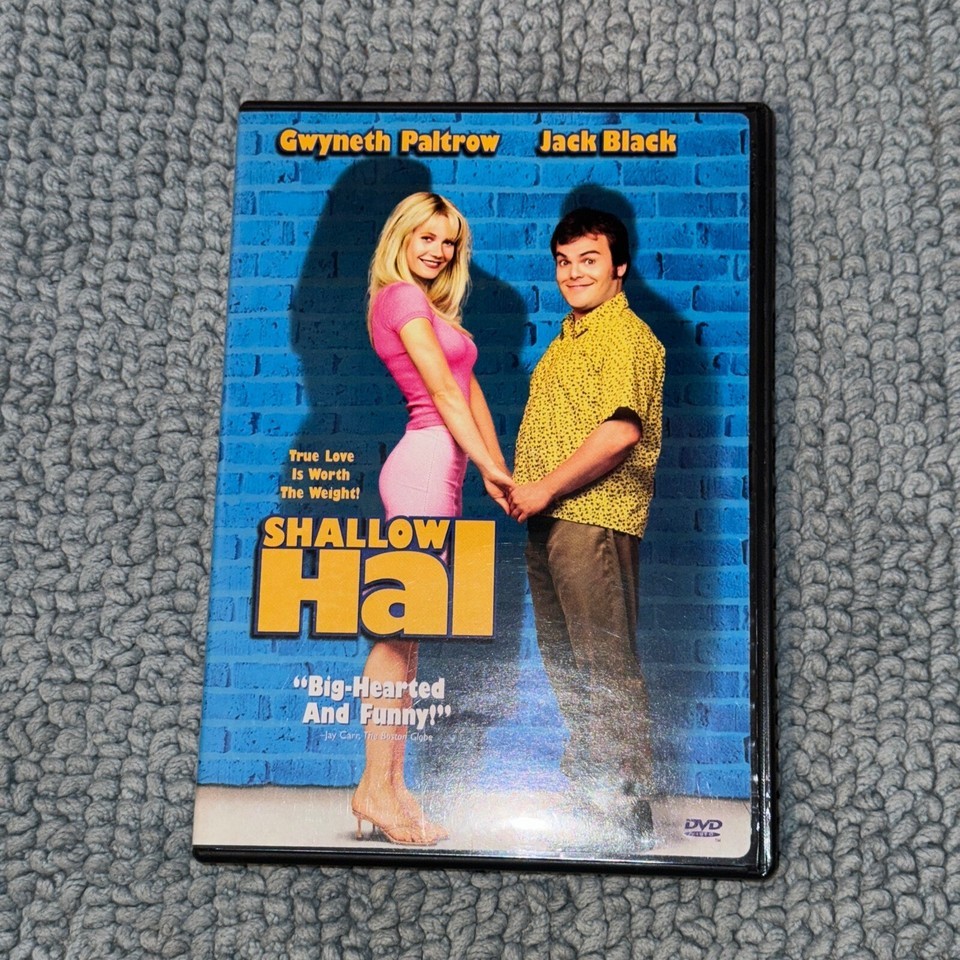 Gwyneth Paltrow Jack Black
True Love
Is Worth
The Weight!
SHALLOW
Hal
“Big-Hearted
And Funny!”
–Jay Carr, The Boston Globe
DVD
VIDEO